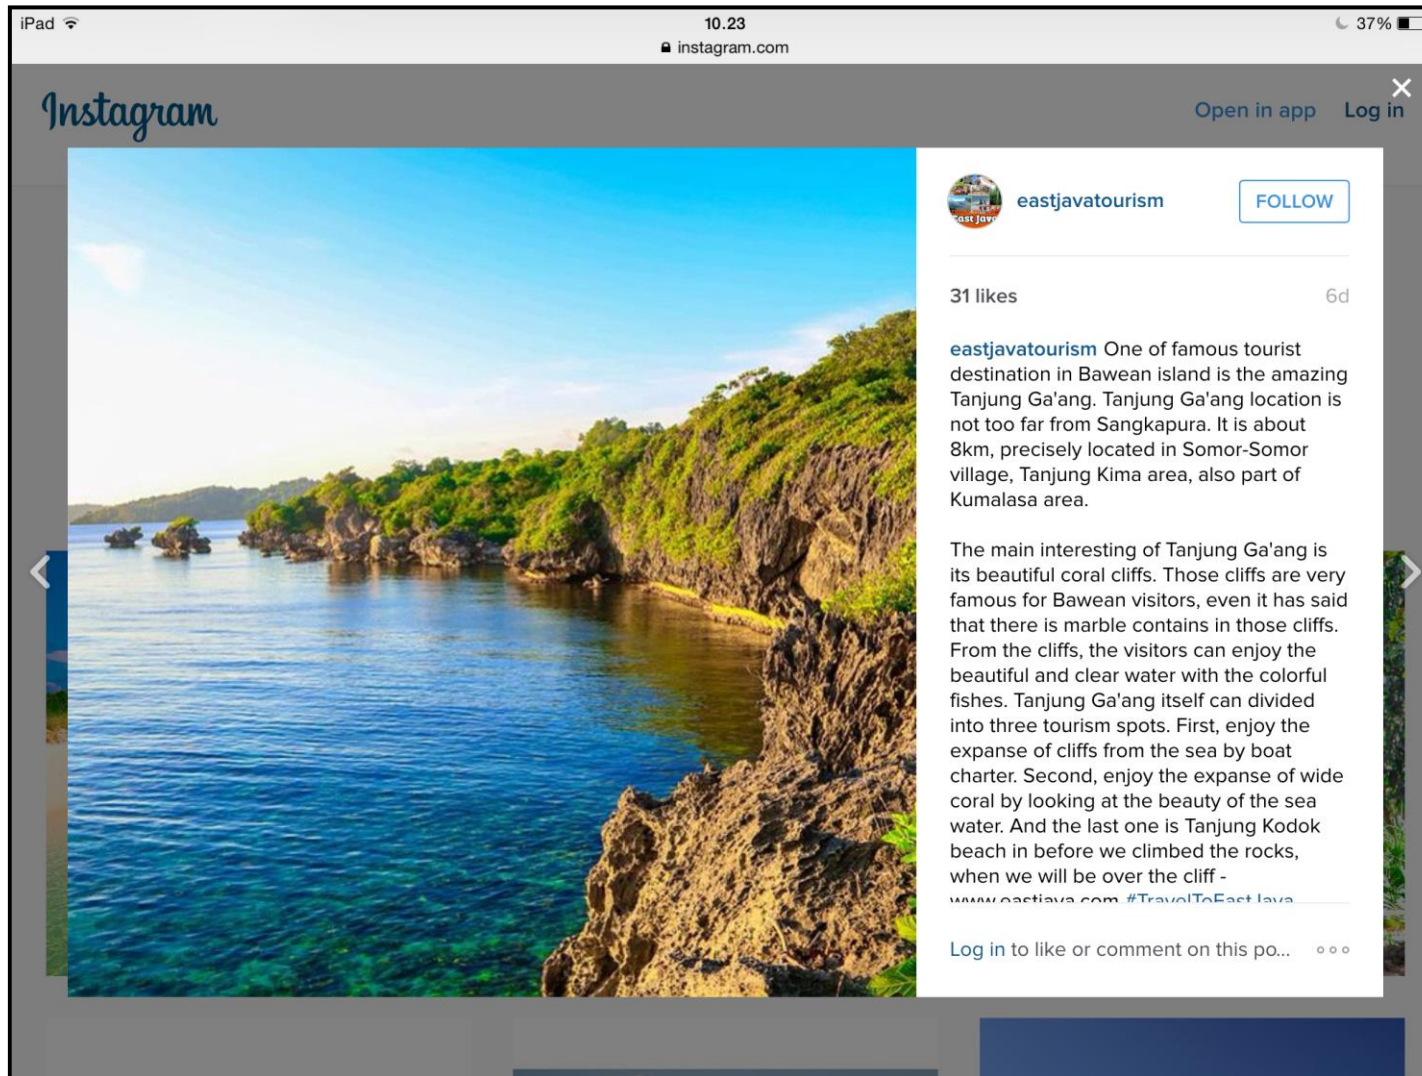 iPad
10.23
37%
instagram.com
Instagram
Open in app
Log in
eastjavatourism
FOLLOW
31 likes
6d
eastjavatourism One of famous tourist
destination in Bawean island is the amazing
Tanjung Ga'ang. Tanjung Ga'ang location is
not too far from Sangkapura. It is about
8km, precisely located in Somor-Somor
village, Tanjung Kima area, also part of
Kumalasa area.
The main interesting of Tanjung Ga'ang is
its beautiful coral cliffs. Those cliffs are very
famous for Bawean visitors, even it has said
that there is marble contains in those cliffs.
From the cliffs, the visitors can enjoy the
beautiful and clear water with the colorful
fishes. Tanjung Ga'ang itself can divided
into three tourism spots. First, enjoy the
expanse of cliffs from the sea by boat
charter. Second, enjoy the expanse of wide
coral by looking at the beauty of the sea
water. And the last one is Tanjung Kodok
beach in before we climbed the rocks,
when we will be over the cliff -
www.eastjava.com #TravelToEastJava
Log in to like or comment on this po...